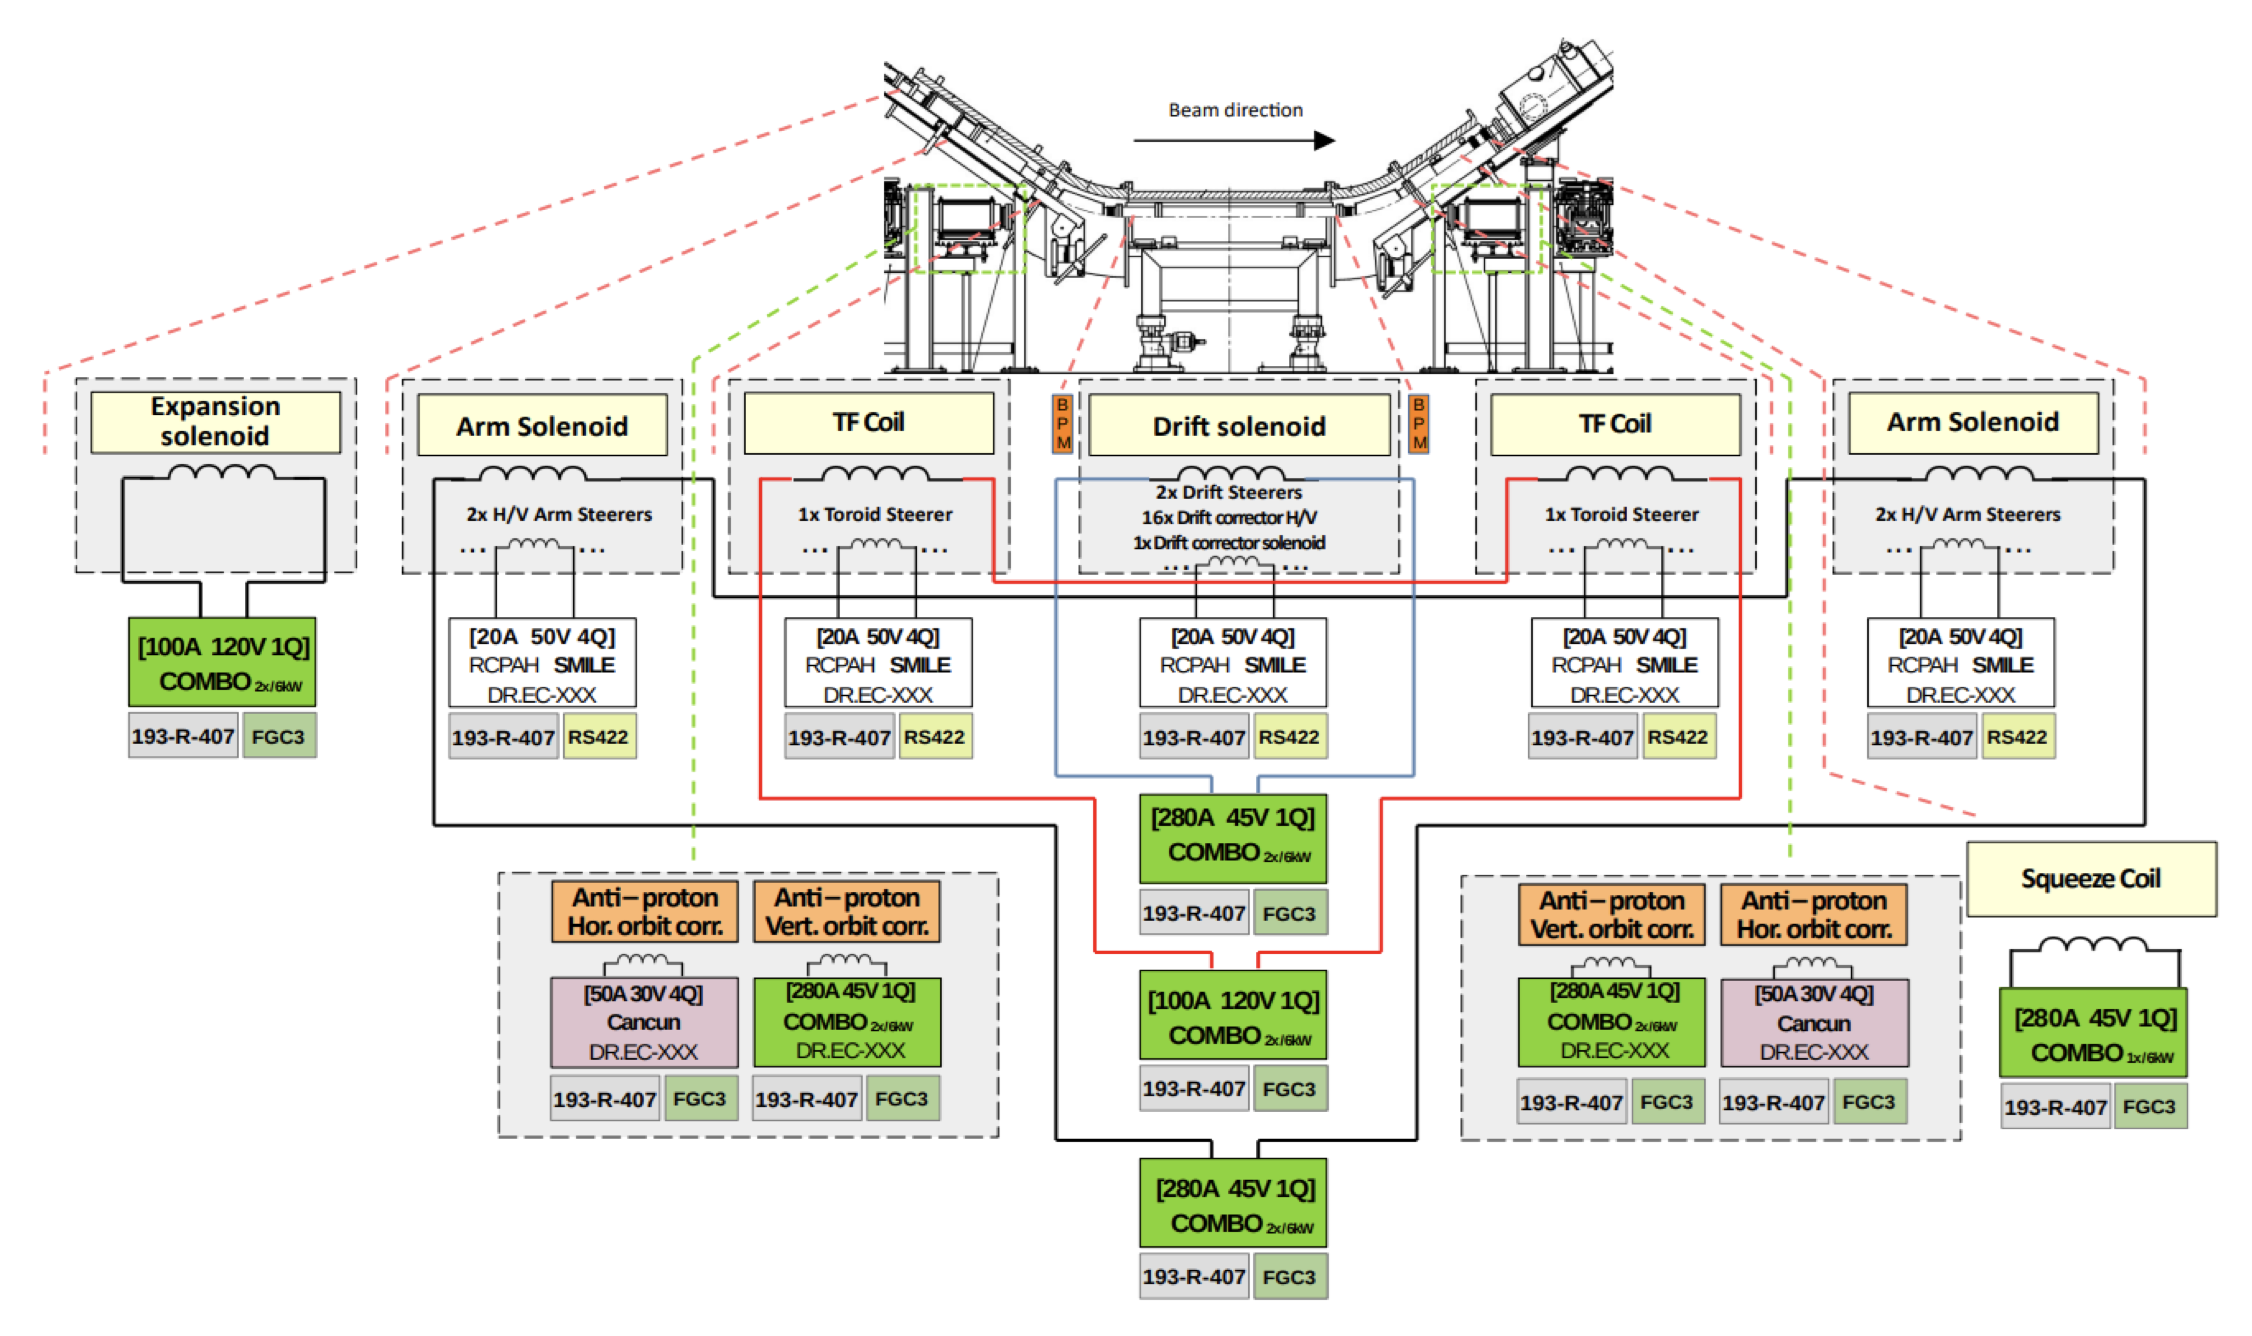 Beam direction
Expansion
solenoid
Arm Solenoid
TF Coil
B
P
M
Drift solenoid
B
P
M
TF Coil
Arm Solenoid
2x H/V Arm Steerers
... ...
1x Toroid Steerer
... ...
2x Drift Steerers
16x Drift corrector H/V
1x Drift corrector solenoid
... ...
1x Toroid Steerer
... ...
2x H/V Arm Steerers
... ...
[100A 120V 1Q]
COMBO 2x/6kW
193-R-407 FGC3
[20A 50V 4Q]
RCPAH SMILE
DR.EC-XXX
193-R-407 RS422
[20A 50V 4Q]
RCPAH SMILE
DR.EC-XXX
193-R-407 RS422
[20A 50V 4Q]
RCPAH SMILE
DR.EC-XXX
193-R-407 RS422
[20A 50V 4Q]
RCPAH SMILE
DR.EC-XXX
193-R-407 RS422
[20A 50V 4Q]
RCPAH SMILE
DR.EC-XXX
193-R-407 RS422
[280A 45V 1Q]
COMBO 2x/6kW
193-R-407 FGC3
[100A 120V 1Q]
COMBO 2x/6kW
193-R-407 FGC3
[280A 45V 1Q]
COMBO 2x/6kW
193-R-407 FGC3
Anti–proton
Hor. orbit corr.
[50A 30V 4Q]
Cancun
DR.EC-XXX
193-R-407 FGC3
Anti–proton
Vert. orbit corr.
[280A 45V 1Q]
COMBO 2x/6kW
DR.EC-XXX
193-R-407 FGC3
Anti–proton
Vert. orbit corr.
[280A 45V 1Q]
COMBO 2x/6kW
DR.EC-XXX
193-R-407 FGC3
Anti–proton
Hor. orbit corr.
[50A 30V 4Q]
Cancun
DR.EC-XXX
193-R-407 FGC3
Squeeze Coil
[280A 45V 1Q]
COMBO 1x/6kW
193-R-407 FGC3